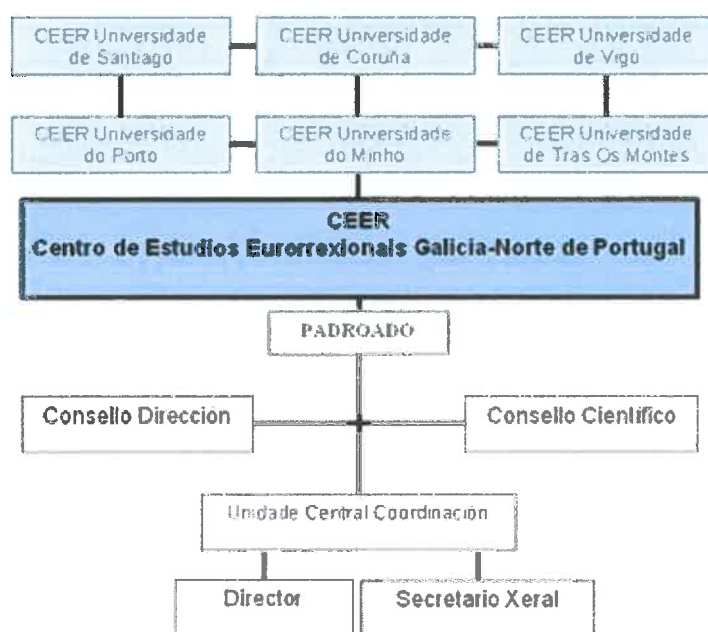 CEER Universidade
de Santiago
CEER Universidade
de Coruña
CEER Universidade
de Vigo
CEER Universidade
do Porto
CEER Universidade
do Minho
CEER Universidade
de Tras Os Montes
CEER
Centro de Estudios Eurorrexionais Galicia-Norte de Portugal
PADROADO
Consello Dirección
Consello Científico
Unidade Central Coordinación
Director
Secretario Xeral